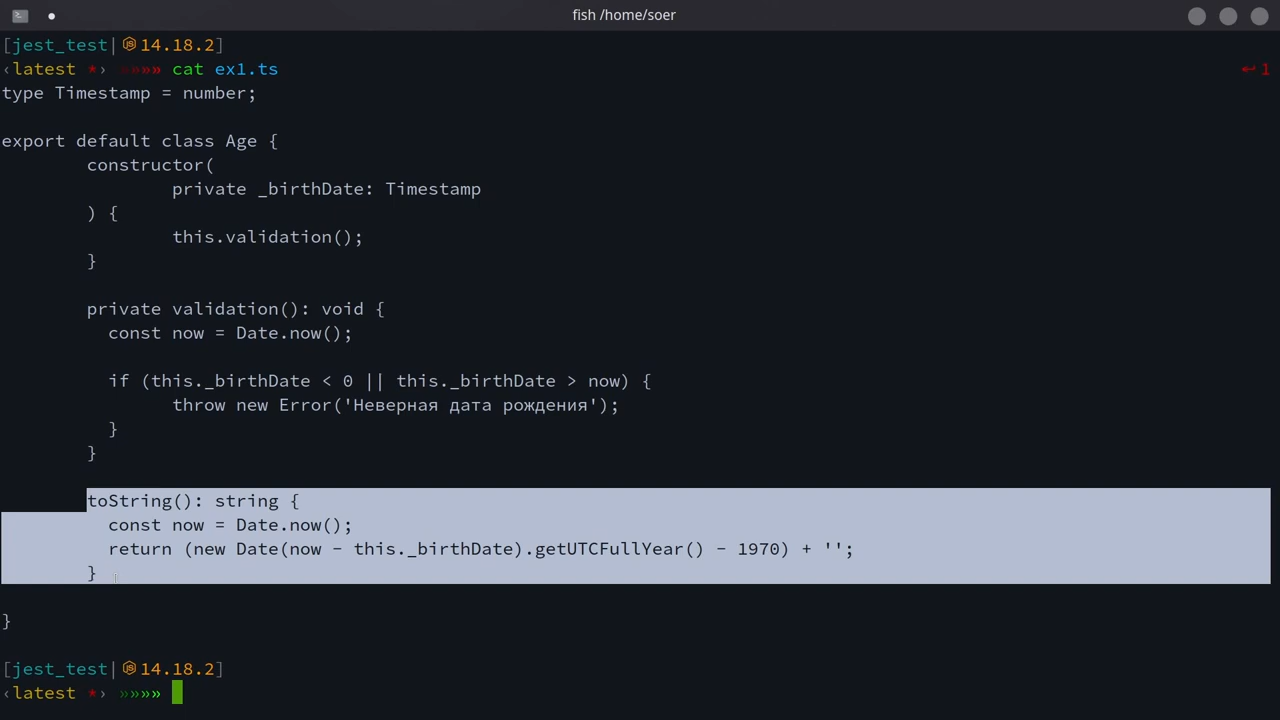 fish /home/soer
[jest_test|14.18.2]
‹latest *› »»»» cat ex1.ts ↵ 1
type Timestamp = number;
export default class Age {
constructor(
private _birthDate: Timestamp
) {
this.validation();
}
private validation(): void {
const now = Date.now();
if (this._birthDate < 0 || this._birthDate > now) {
throw new Error('Неверная дата рождения');
}
}
toString(): string {
const now = Date.now();
return (new Date(now - this._birthDate).getUTCFullYear() - 1970) + '';
}
}
[jest_test|14.18.2]
‹latest *› »»»»